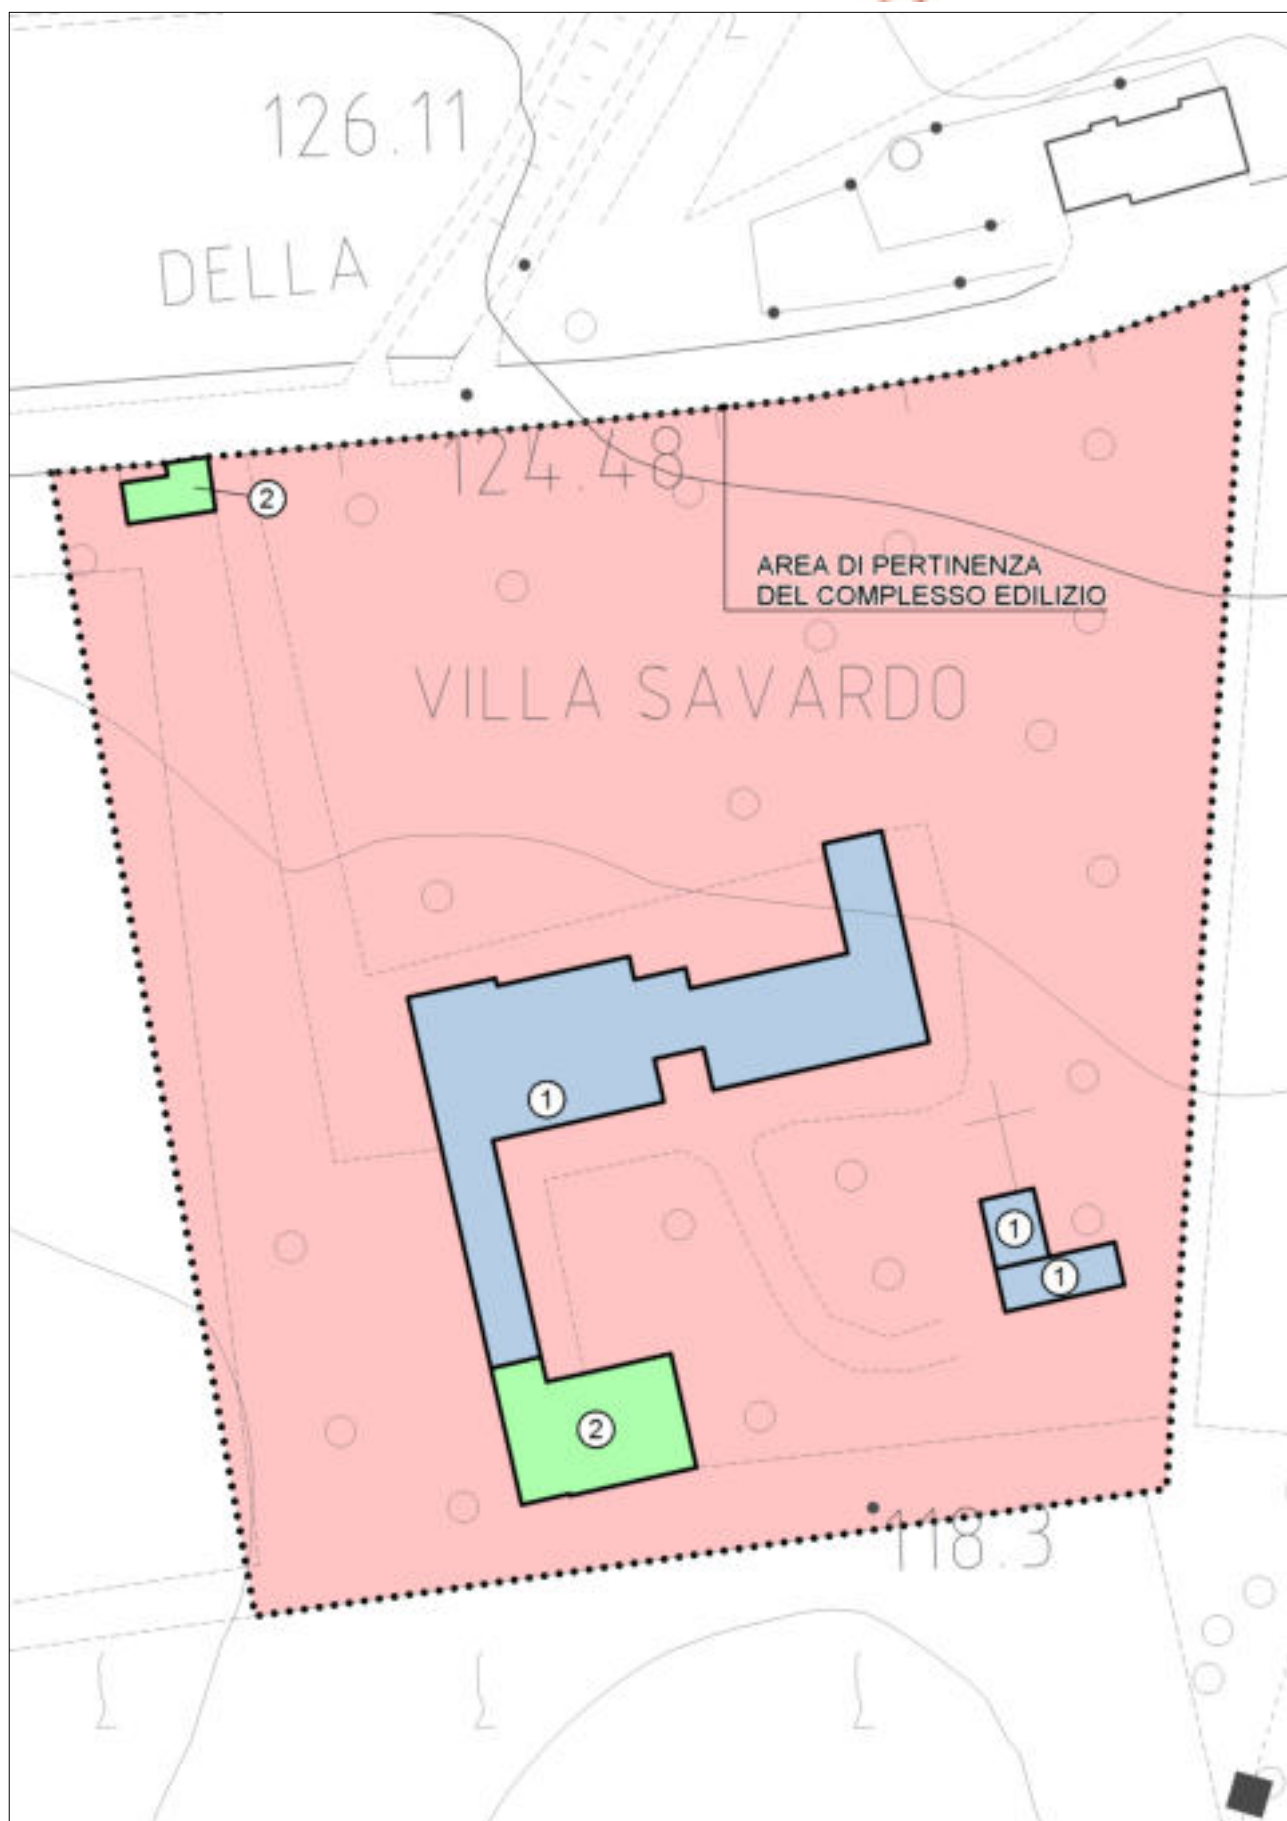 126.11
DELLA
124.48
2
AREA DI PERTINENZA
DEL COMPLESSO EDILIZIO
VILLA SAVARDO
1
1
1
2
118.3